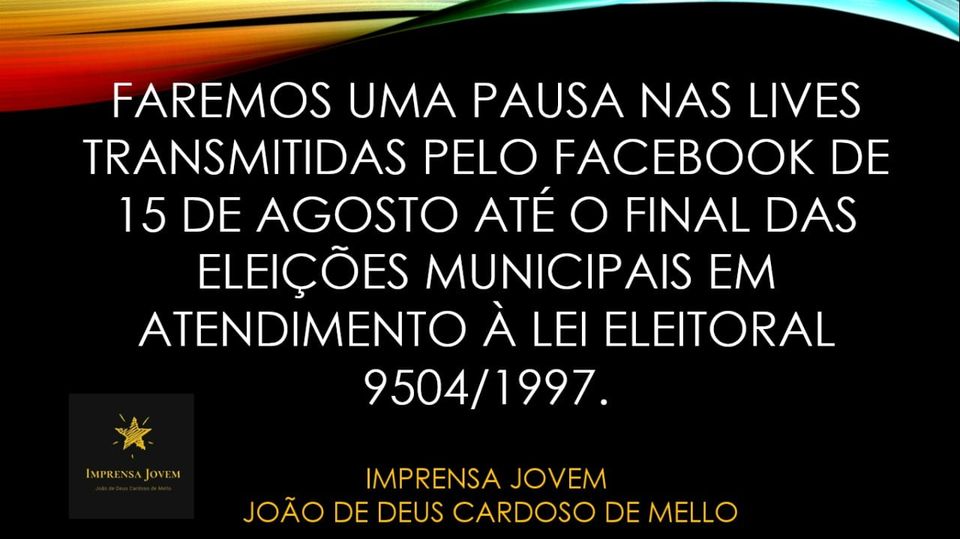 FAREMOS UMA PAUSA NAS LIVES
TRANSMITIDAS PELO FACEBOOK DE
15 DE AGOSTO ATÉ O FINAL DAS
ELEIÇÕES MUNICIPAIS EM
ATENDIMENTO À LEI ELEITORAL
9504/1997.
IMPRENSA JOVEM
João de Deus Cardoso de Mello
IMPRENSA JOVEM
JOÃO DE DEUS CARDOSO DE MELLO